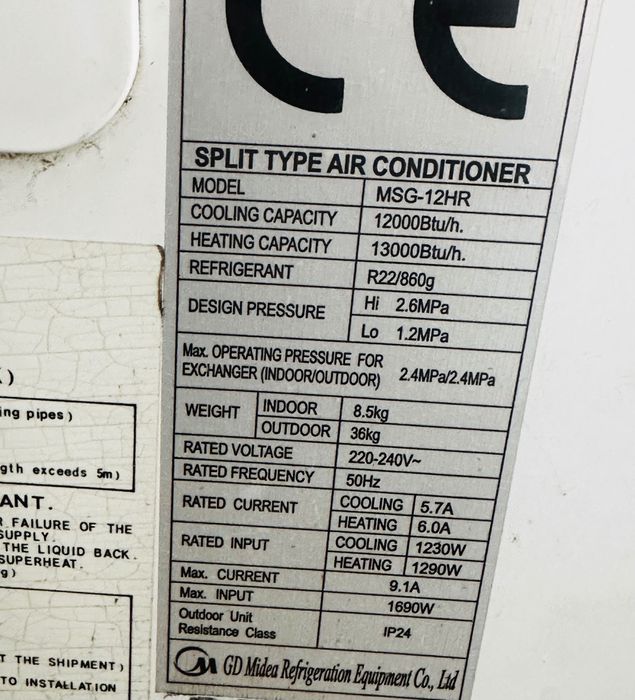 CE
SPLIT TYPE AIR CONDITIONER
MODEL MSG-12HR
COOLING CAPACITY 12000Btu/h.
HEATING CAPACITY 13000Btu/h.
REFRIGERANT R22/860g
DESIGN PRESSURE Hi 2.6MPa
Lo 1.2MPa
Max. OPERATING PRESSURE FOR
EXCHANGER (INDOOR/OUTDOOR) 2.4MPa/2.4MPa
WEIGHT INDOOR 8.5kg
OUTDOOR 36kg
RATED VOLTAGE 220-240V~
RATED FREQUENCY 50Hz
RATED CURRENT COOLING 5.7A
HEATING 6.0A
RATED INPUT COOLING 1230W
HEATING 1290W
Max. CURRENT 9.1A
Max. INPUT 1690W
Outdoor Unit
Resistance Class IP24
GD Midea Refrigeration Equipment Co., Ltd
)
ing pipes)
gth exceeds 5m)
ANT.
FAILURE OF THE
SUPPLY.
THE LIQUID BACK.
SUPERHEAT.
g)
T THE SHIPMENT)
TO INSTALLATION